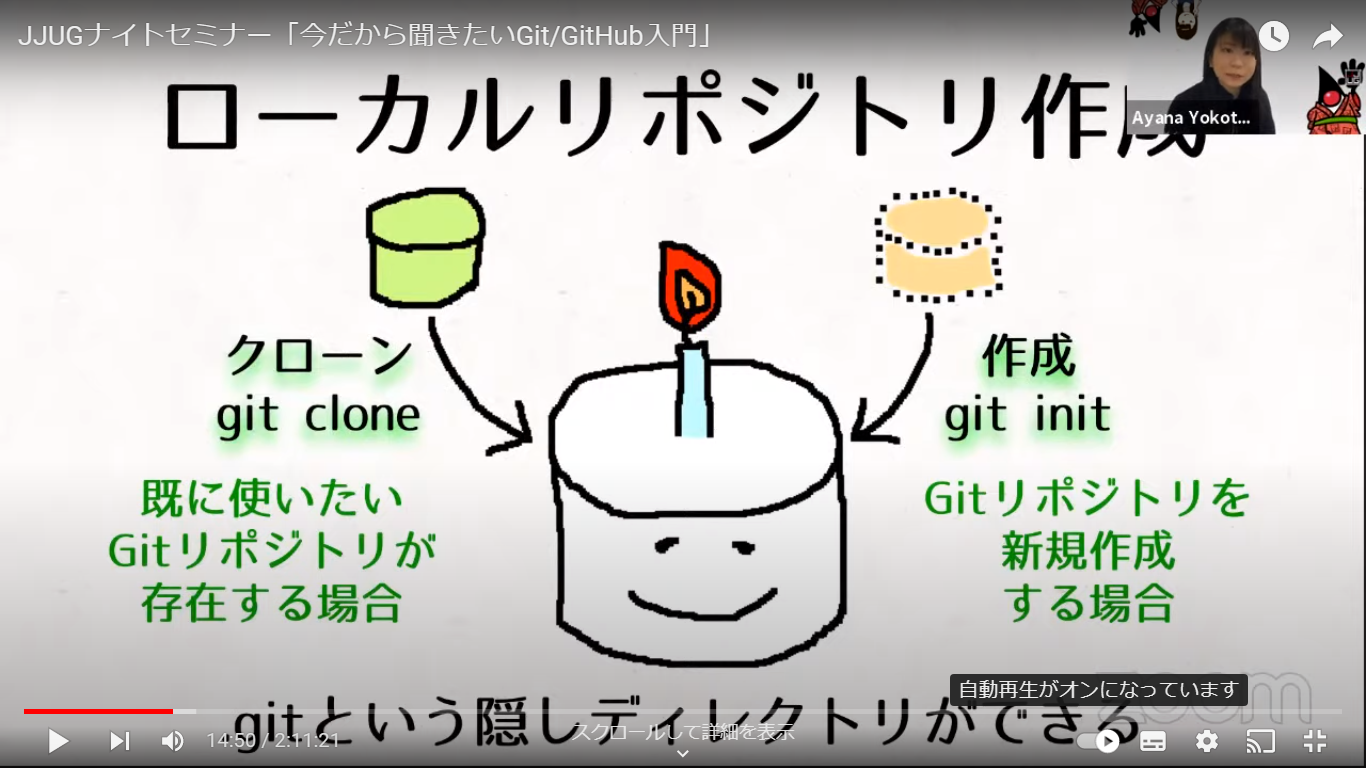 JJUGナイトセミナー「今だから聞きたいGit/GitHub入門」
Ayana Yokot...
ローカルリポジトリ作成
クローン
git clone
既に使いたい
Gitリポジトリが
存在する場合
作成
git init
Gitリポジトリを
新規作成
する場合
自動再生がオンになっています
zoom
gitという隠しディレクトリができる
スクロールして詳細を表示
14:50 / 2:11:21